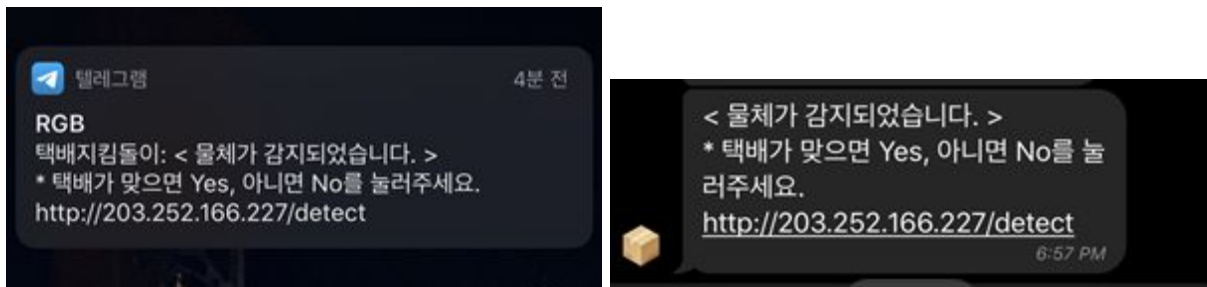 텔레그램 4분 전
RGB
택배지킴돌이: < 물체가 감지되었습니다. >
* 택배가 맞으면 Yes, 아니면 No를 눌러주세요.
http://203.252.166.227/detect
< 물체가 감지되었습니다. >
* 택배가 맞으면 Yes, 아니면 No를 눌
러주세요.
http://203.252.166.227/detect
6:57 PM